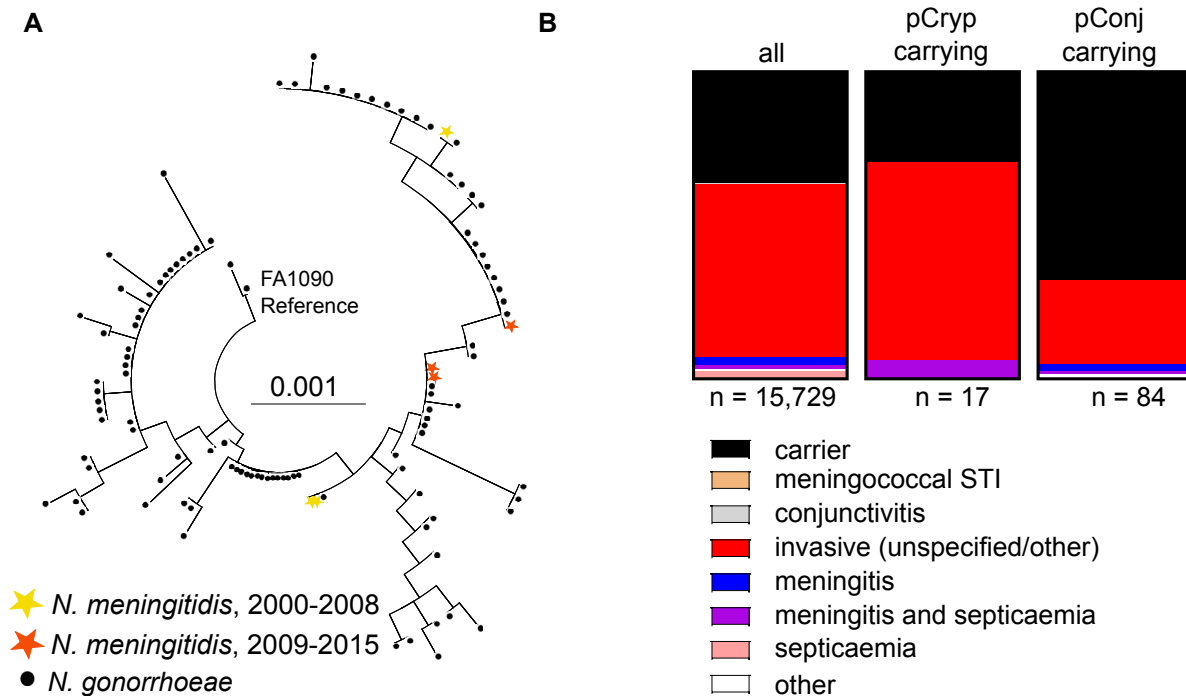 A
FA1090
Reference
0.001
N. meningitidis, 2000-2008
N. meningitidis, 2009-2015
N. gonorrhoeae
B
all
pCryp
carrying
pConj
carrying
n = 15,729
n = 17
n = 84
carrier
meningococcal STI
conjunctivitis
invasive (unspecified/other)
meningitis
meningitis and septicaemia
septicaemia
other